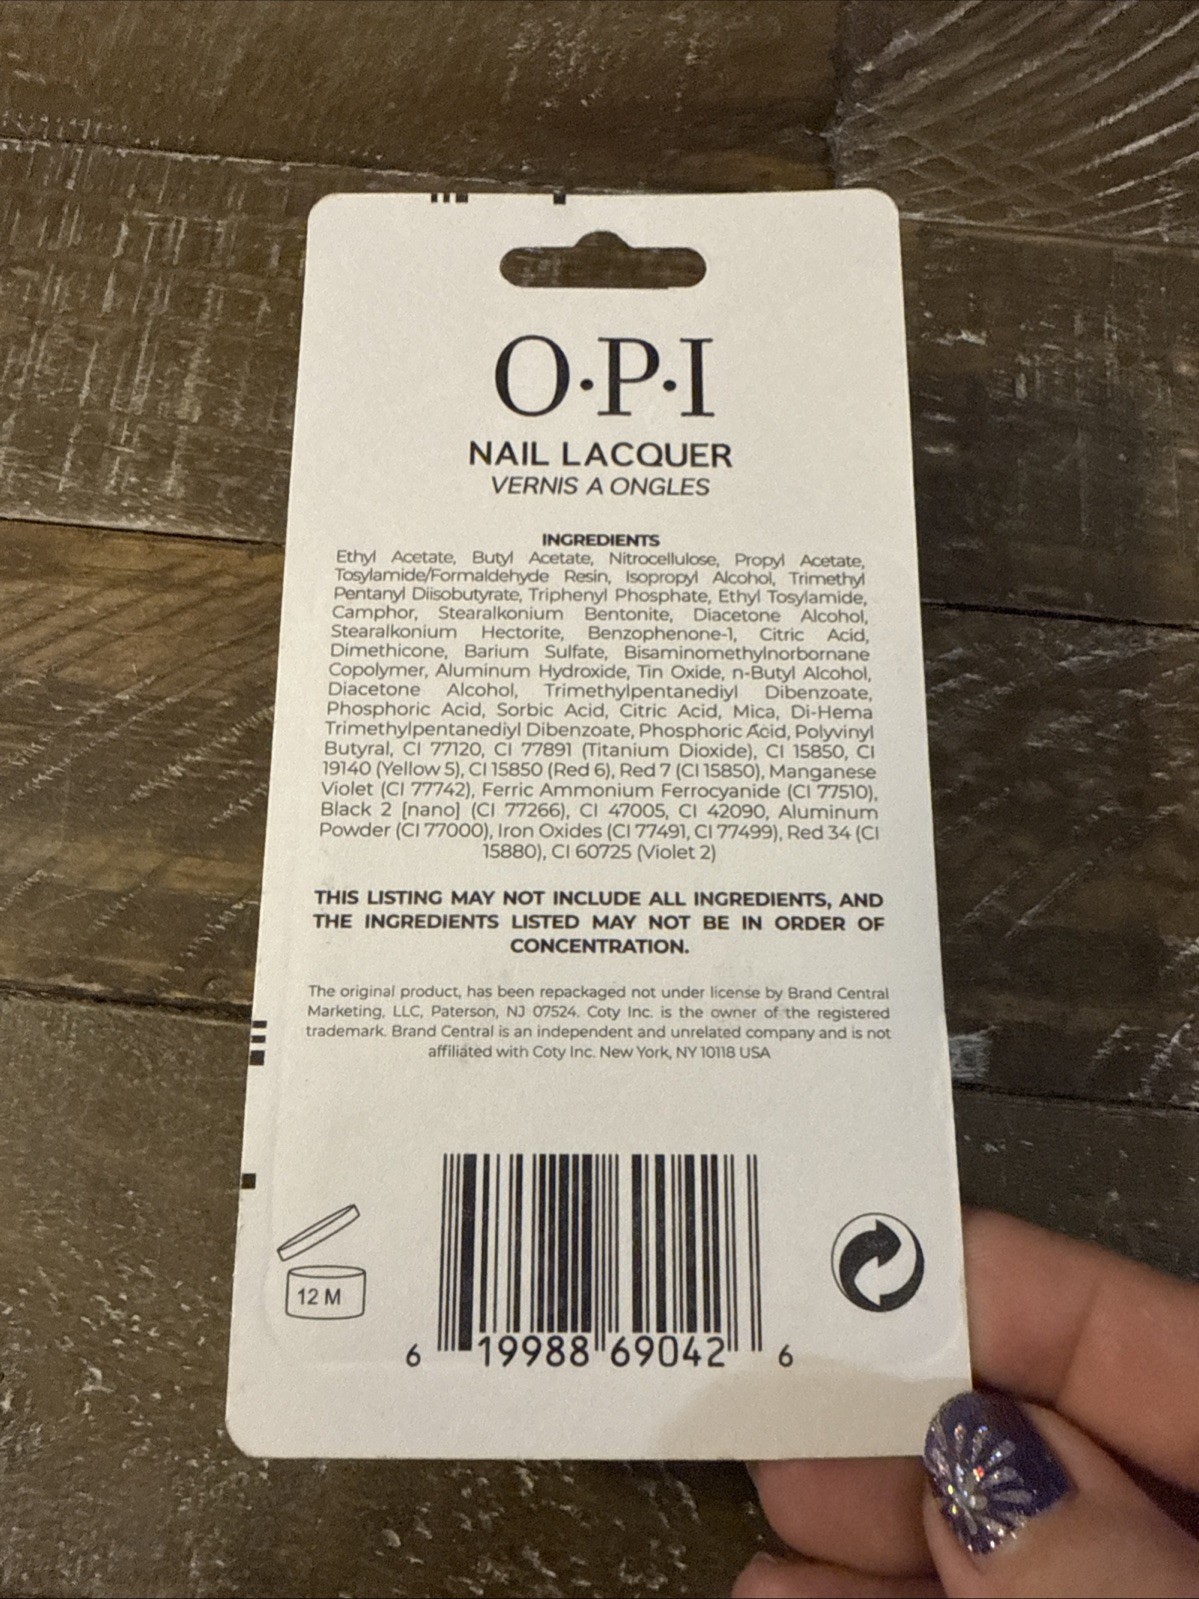 O·P·I
NAIL LACQUER
VERNIS A ONGLES
INGREDIENTS
Ethyl Acetate, Butyl Acetate, Nitrocellulose, Propyl Acetate,
Tosylamide/Formaldehyde Resin, Isopropyl Alcohol, Trimethyl
Pentanyl Diisobutyrate, Triphenyl Phosphate, Ethyl Tosylamide,
Camphor, Stearalkonium Bentonite, Diacetone Alcohol,
Stearalkonium Hectorite, Benzophenone-1, Citric Acid,
Dimethicone, Barium Sulfate, Bisaminomethylnorbornane
Copolymer, Aluminum Hydroxide, Tin Oxide, n-Butyl Alcohol,
Diacetone Alcohol, Trimethylpentanediyl Dibenzoate,
Phosphoric Acid, Sorbic Acid, Citric Acid, Mica, Di-Hema
Trimethylpentanediyl Dibenzoate, Phosphoric Acid, Polyvinyl
Butyral, CI 77120, CI 77891 (Titanium Dioxide), CI 15850, CI
19140 (Yellow 5), CI 15850 (Red 6), Red 7 (CI 15850), Manganese
Violet (CI 77742), Ferric Ammonium Ferrocyanide (CI 77510),
Black 2 [nano] (CI 77266), CI 47005, CI 42090, Aluminum
Powder (CI 77000), Iron Oxides (CI 77491, CI 77499), Red 34 (CI
15880), CI 60725 (Violet 2)
THIS LISTING MAY NOT INCLUDE ALL INGREDIENTS, AND
THE INGREDIENTS LISTED MAY NOT BE IN ORDER OF
CONCENTRATION.
The original product, has been repackaged not under license by Brand Central
Marketing, LLC, Paterson, NJ 07524. Coty Inc. is the owner of the registered
trademark. Brand Central is an independent and unrelated company and is not
affiliated with Coty Inc. New York, NY 10118 USA
12 M
6 19988 69042 6